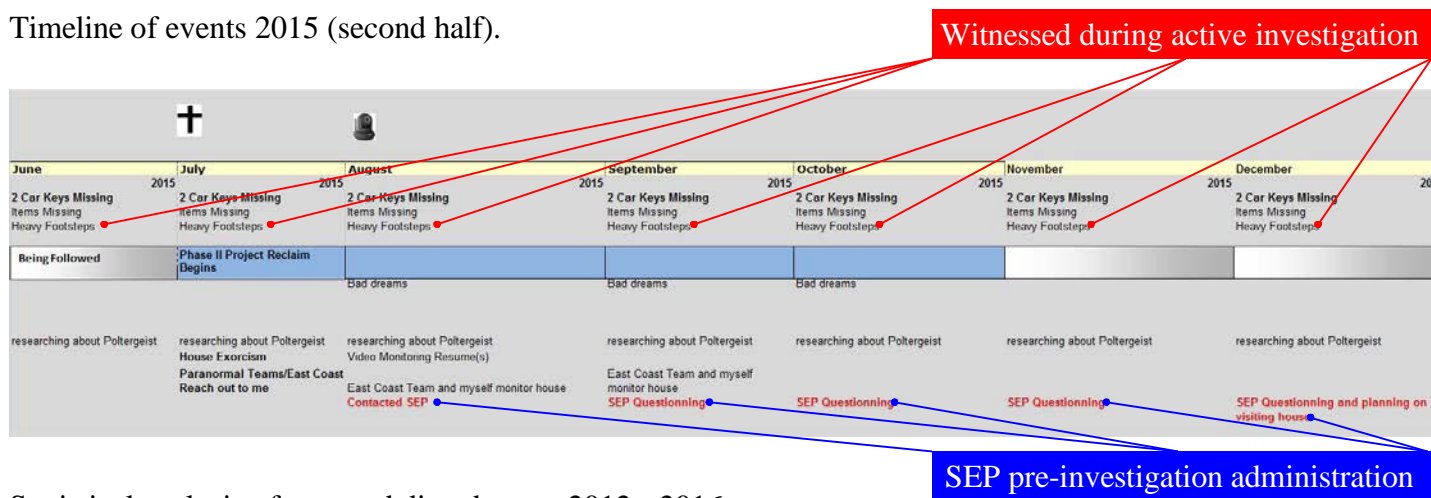 Timeline of events 2015 (second half).
Witnessed during active investigation
June
2015
2 Car Keys Missing
Items Missing
Heavy Footsteps
Being Followed
researching about Poltergeist
July
2015
2 Car Keys Missing
Items Missing
Heavy Footsteps
Phase II Project Reclaim
Begins
researching about Poltergeist
House Exorcism
Paranormal Teams/East Coast
Reach out to me
August
2015
2 Car Keys Missing
Items Missing
Heavy Footsteps
Bad dreams
researching about Poltergeist
Video Monitoring Resume(s)
East Coast Team and myself monitor house
Contacted SEP
September
2015
2 Car Keys Missing
Items Missing
Heavy Footsteps
Bad dreams
researching about Poltergeist
East Coast Team and myself
monitor house
SEP Questionning
October
2015
2 Car Keys Missing
Items Missing
Heavy Footsteps
Bad dreams
researching about Poltergeist
SEP Questionning
November
2015
2 Car Keys Missing
Items Missing
Heavy Footsteps
researching about Poltergeist
SEP Questionning
December
20
2 Car Keys Missing
Items Missing
Heavy Footsteps
researching about Poltergeist
SEP Questionning and planning on
visiting house
SEP pre-investigation administration